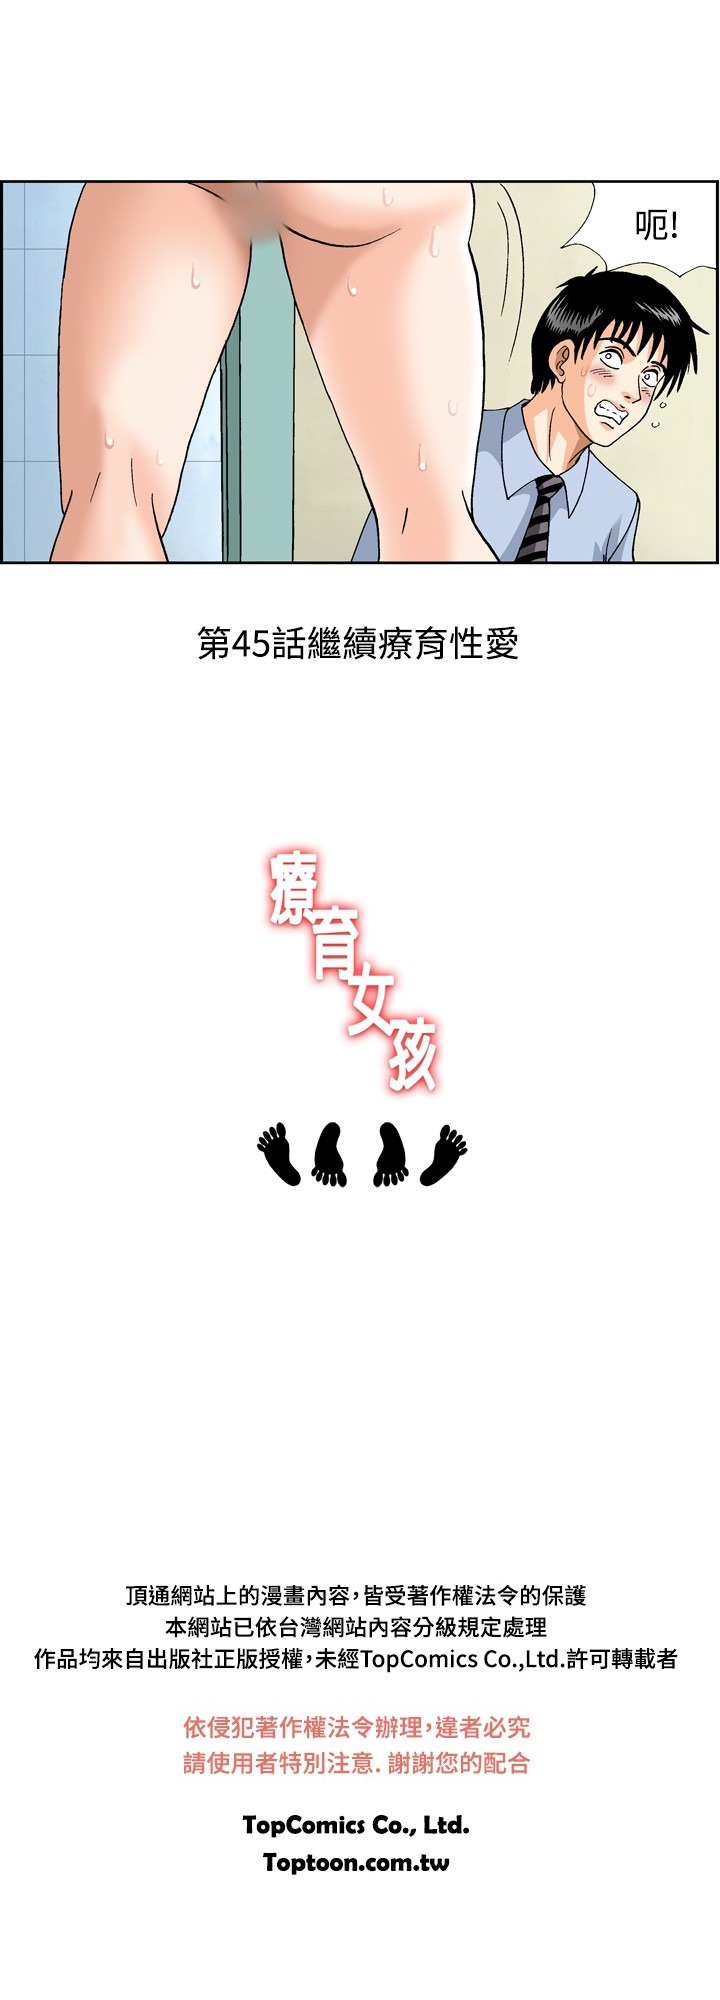 呃!
第45話繼續療育性愛
療育女孩
頂通網站上的漫畫內容，皆受著作權法令的保護
本網站已依台灣網站內容分級規定處理
作品均來自出版社正版授權，未經TopComics Co.,Ltd.許可轉載者
依侵犯著作權法令辦理，違者必究
請使用者特別注意. 謝謝您的配合
TopComics Co., Ltd.
Toptoon.com.tw